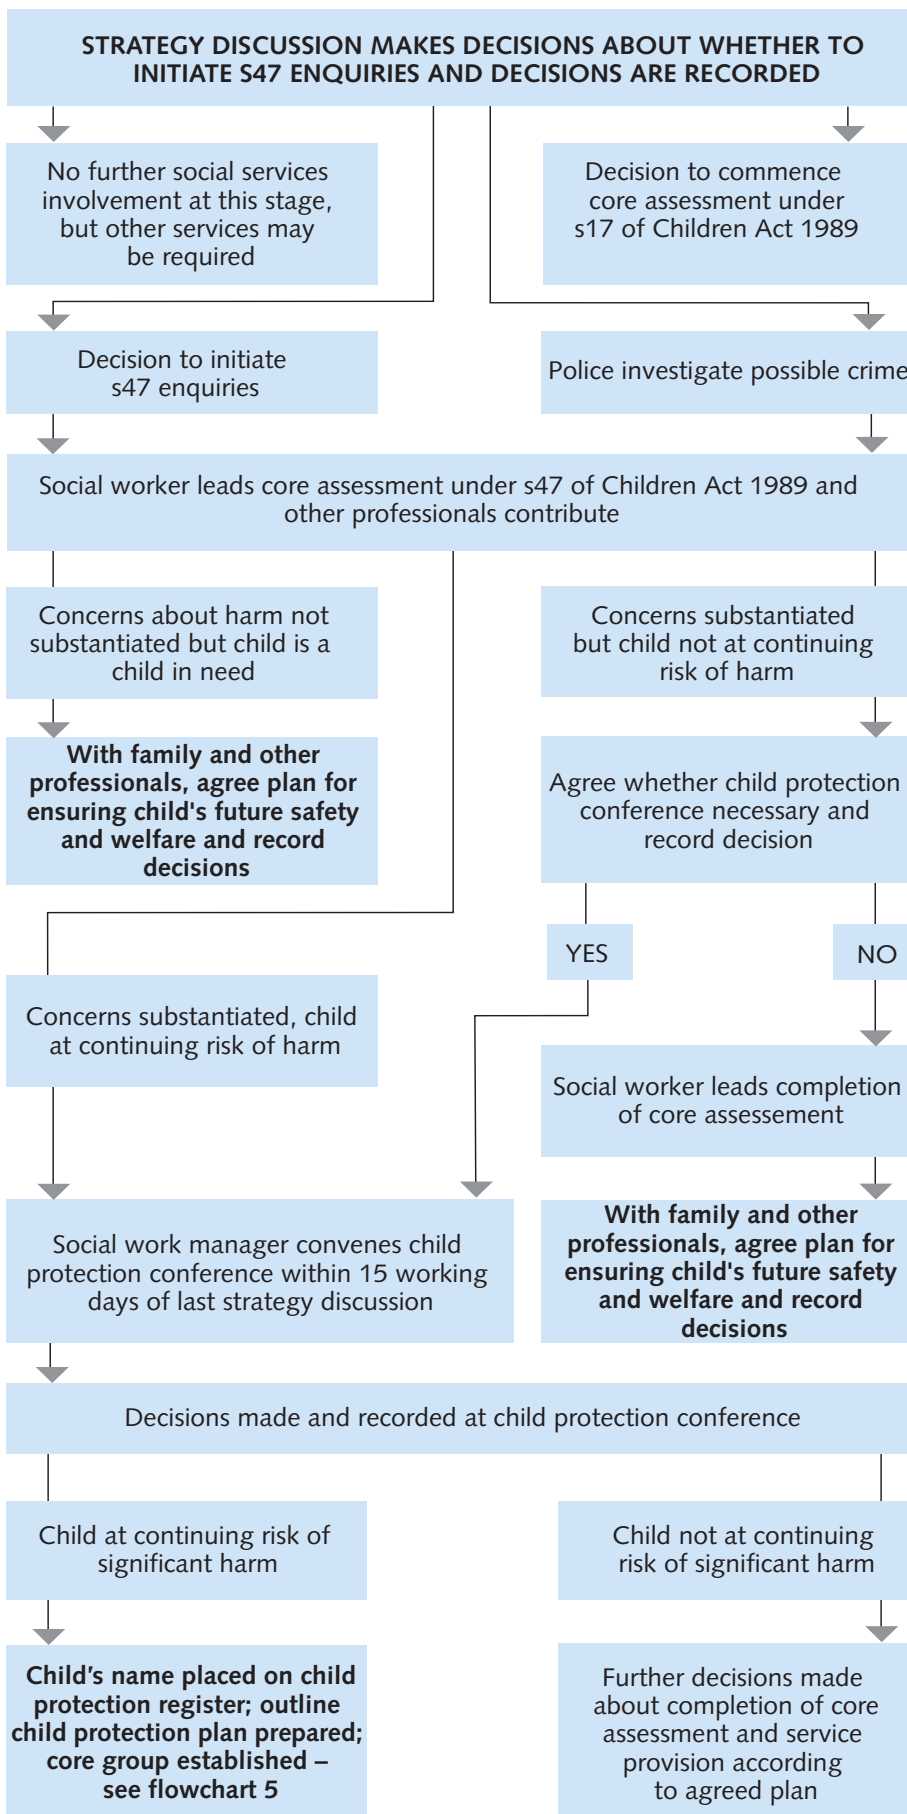 STRATEGY DISCUSSION MAKES DECISIONS ABOUT WHETHER TO
INITIATE S47 ENQUIRIES AND DECISIONS ARE RECORDED
No further social services
involvement at this stage,
but other services may
be required
Decision to commence
core assessment under
s17 of Children Act 1989
Decision to initiate
s47 enquiries
Police investigate possible crime
Social worker leads core assessment under s47 of Children Act 1989 and
other professionals contribute
Concerns about harm not
substantiated but child is a
child in need
Concerns substantiated
but child not at continuing
risk of harm
With family and other
professionals, agree plan for
ensuring child's future safety
and welfare and record
decisions
Agree whether child protection
conference necessary and
record decision
YES
NO
Concerns substantiated, child
at continuing risk of harm
Social worker leads completion
of core assessement
Social work manager convenes child
protection conference within 15 working
days of last strategy discussion
With family and other
professionals, agree plan for
ensuring child's future safety
and welfare and record
decisions
Decisions made and recorded at child protection conference
Child at continuing risk of
significant harm
Child not at continuing
risk of significant harm
Child’s name placed on child
protection register; outline
child protection plan prepared;
core group established –
see flowchart 5
Further decisions made
about completion of core
assessment and service
provision according
to agreed plan